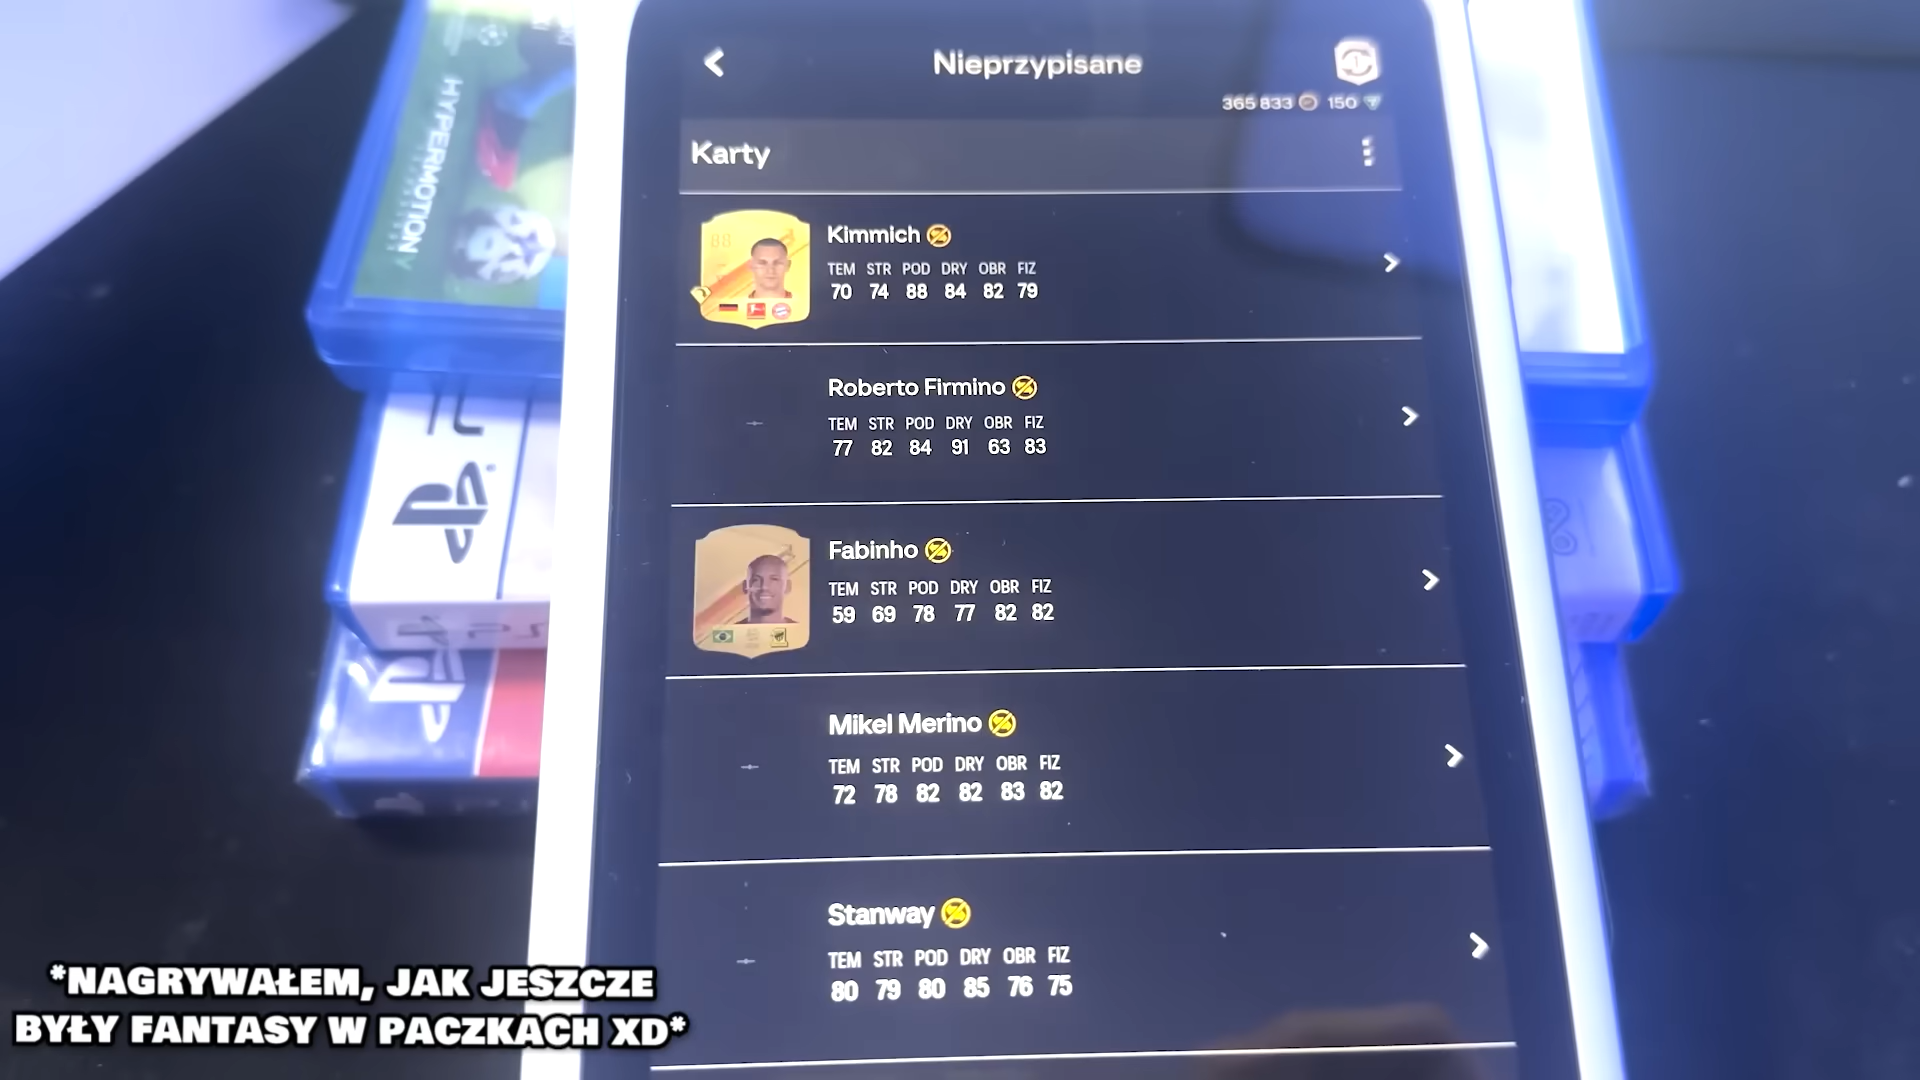 HYPERMOTION
Nieprzypisane
365 833 150
Karty
Kimmich
TEM STR POD DRY OBR FIZ
70 74 88 84 82 79
Roberto Firmino
TEM STR POD DRY OBR FIZ
77 82 84 91 63 83
Fabinho
TEM STR POD DRY OBR FIZ
59 69 78 77 82 82
Mikel Merino
TEM STR POD DRY OBR FIZ
72 78 82 82 83 82
Stanway
TEM STR POD DRY OBR FIZ
80 79 80 85 76 75
*NAGRYWAŁEM, JAK JESZCZE
BYŁY FANTASY W PACZKACH XD*